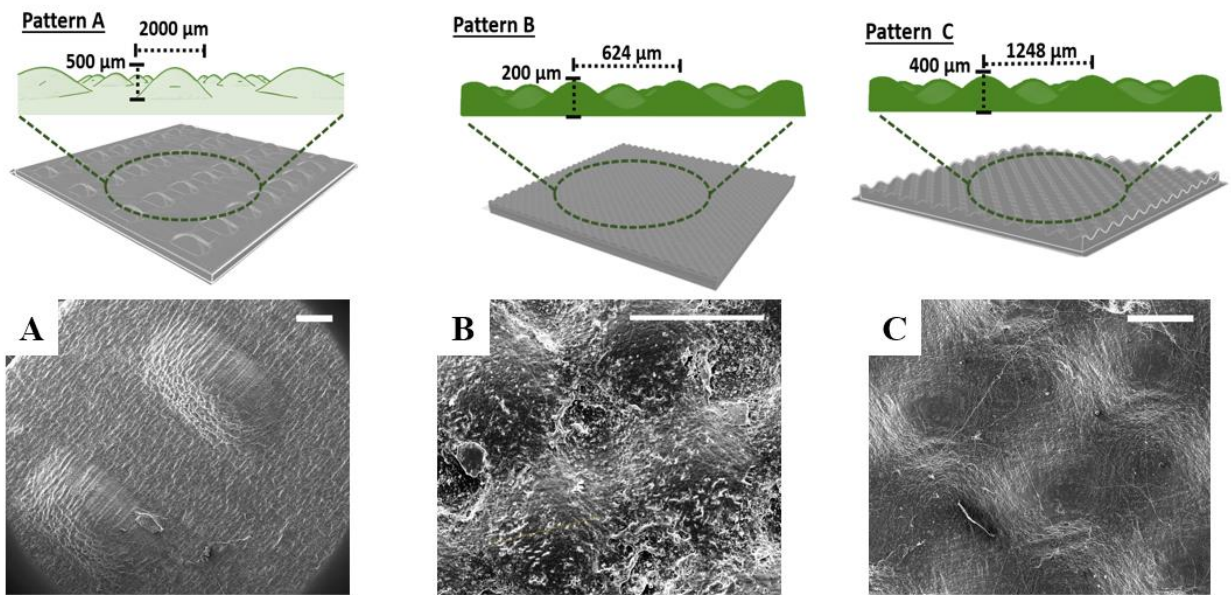 Pattern A
2000 µm
500 µm
Pattern B
624 µm
200 µm
Pattern C
1248 µm
400 µm
A
B
C